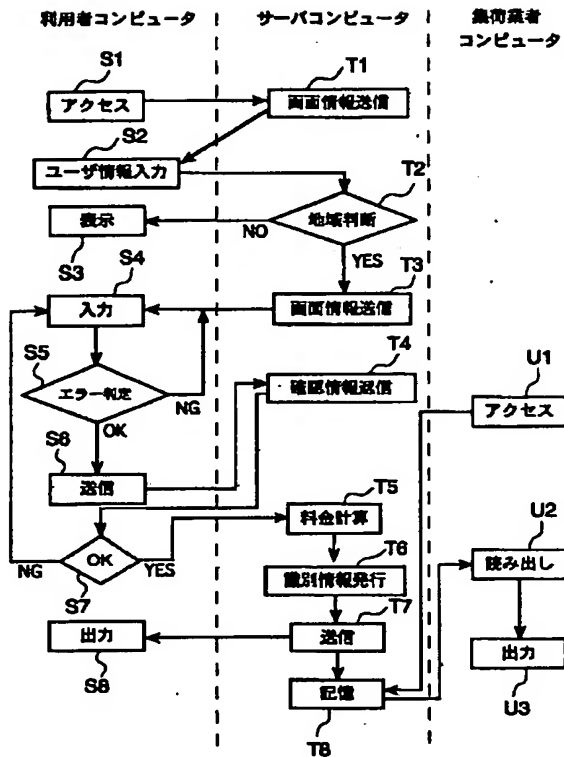 利用者コンピュータ
サーバコンピュータ
集荷業者
コンピュータ
S1
アクセス
T1
画面情報送信
S2
ユーザ情報入力
T2
地域判断
NO
YES
表示
S3
S4
入力
T3
画面情報送信
S5
エラー判定
NG
OK
T4
確認情報送信
U1
アクセス
S6
送信
T5
料金計算
OK
NG
YES
S7
T6
識別情報発行
U2
読み出し
T7
送信
出力
S8
出力
U3
記憶
T8